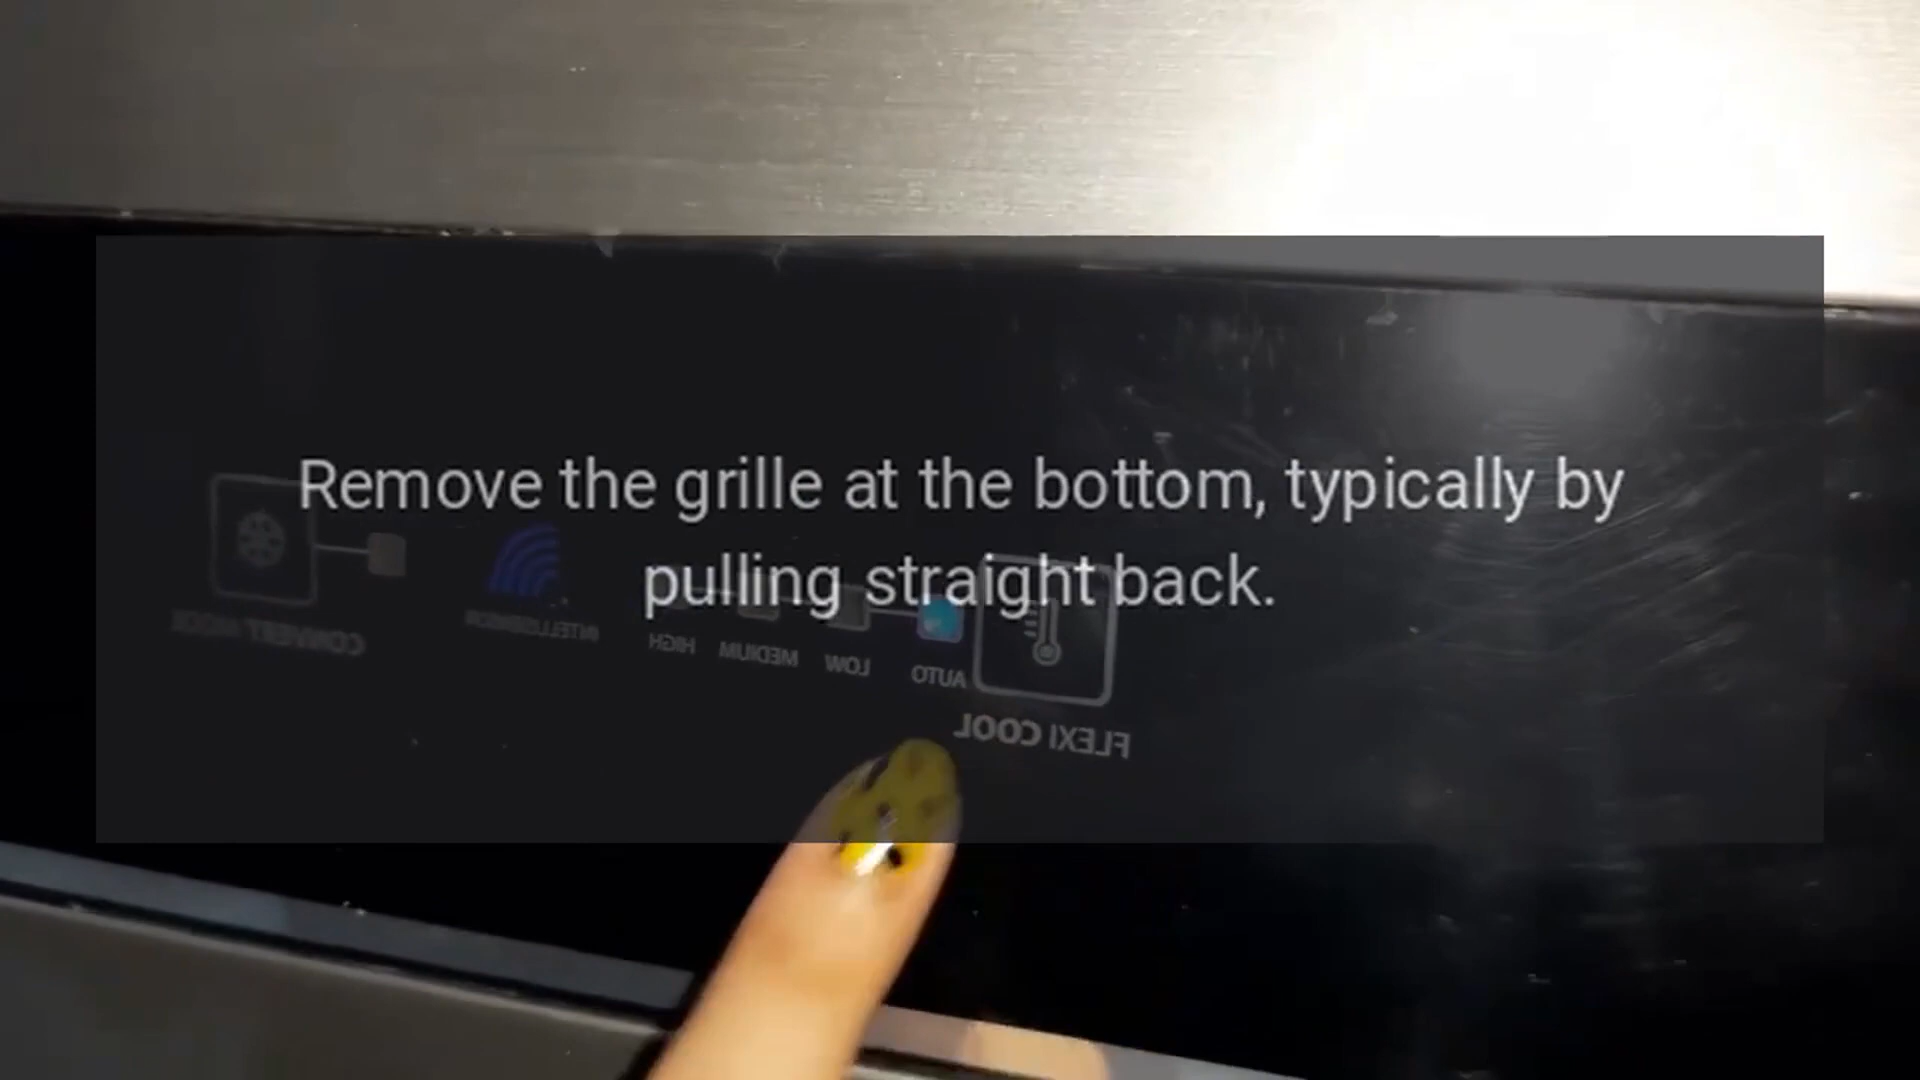 Remove the grille at the bottom, typically by
pulling straight back.
CONVERT MODE
INTELLISENSOR
HIGH MEDIUM LOW AUTO
FLEXI COOL